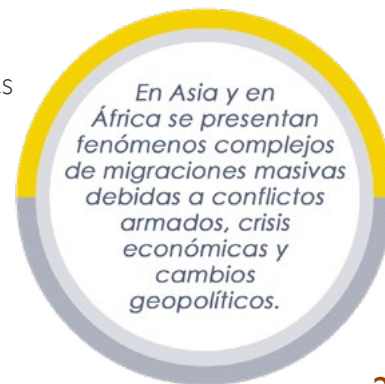 En Asia y en
África se presentan
fenómenos complejos
de migraciones masivas
debidas a conflictos
armados, crisis
económicas y
cambios
geopolíticos.